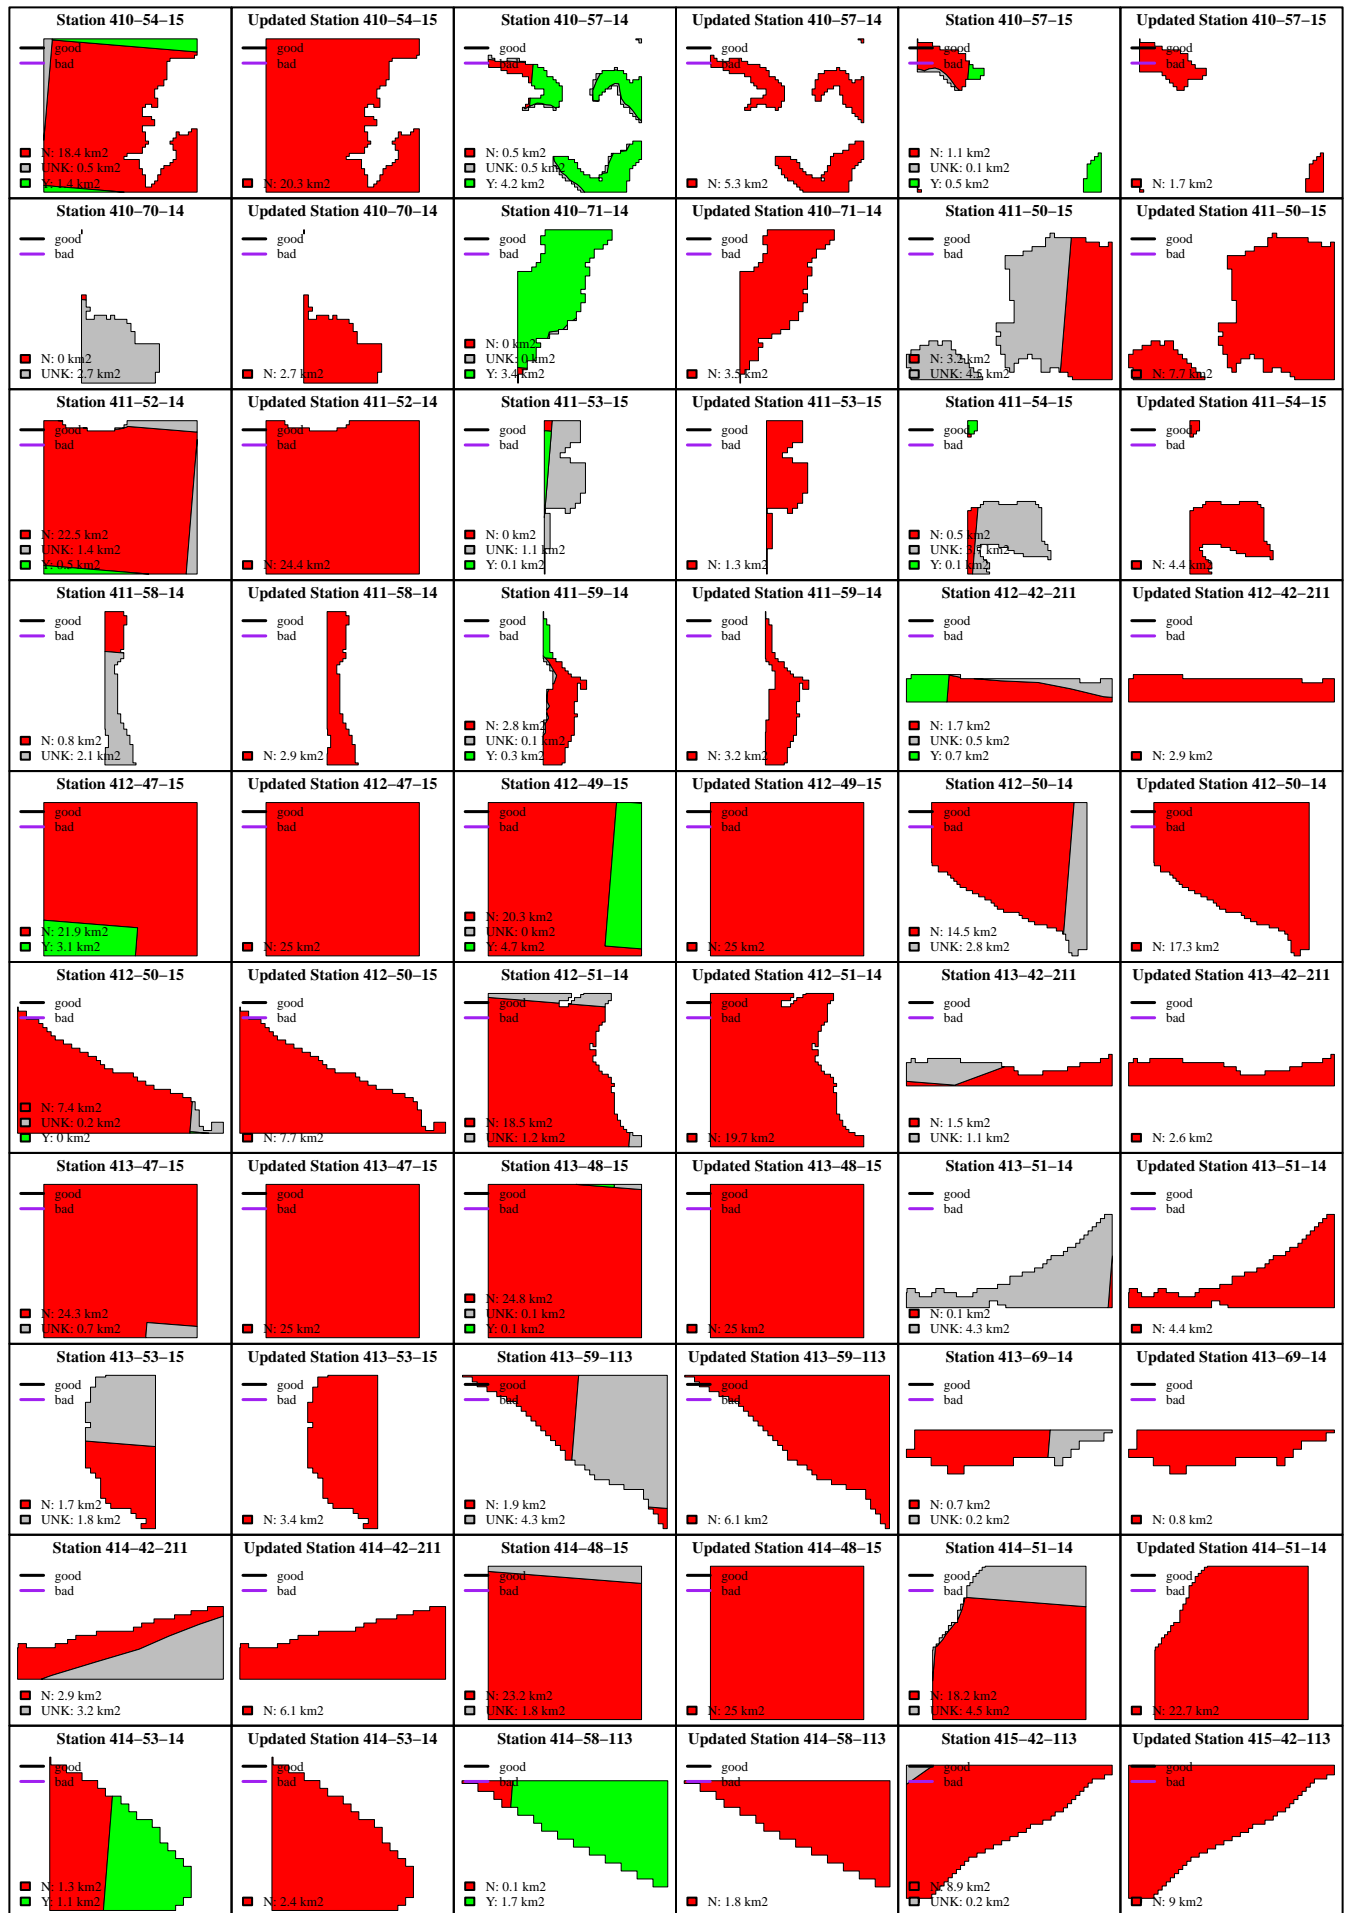 Station 410−54−15
good
bad
N: 18.4 km2
UNK: 0.5 km2
Y: 1.4 km2
Updated Station 410−54−15
good
bad
N: 20.3 km2
Station 410−57−14
good
bad
N: 0.5 km2
UNK: 0.5 km2
Y: 4.2 km2
Updated Station 410−57−14
good
bad
N: 5.3 km2
Station 410−57−15
good
bad
N: 1.1 km2
UNK: 0.1 km2
Y: 0.5 km2
Updated Station 410−57−15
good
bad
N: 1.7 km2
Station 410−70−14
good
bad
N: 0 km2
UNK: 2.7 km2
Updated Station 410−70−14
good
bad
N: 2.7 km2
Station 410−71−14
good
bad
N: 0 km2
UNK: 0 km2
Y: 3.4 km2
Updated Station 410−71−14
good
bad
N: 3.5 km2
Station 411−50−15
good
bad
N: 3.2 km2
UNK: 4.5 km2
Updated Station 411−50−15
good
bad
N: 7.7 km2
Station 411−52−14
good
bad
N: 22.5 km2
UNK: 1.4 km2
Y: 0.5 km2
Updated Station 411−52−14
good
bad
N: 24.4 km2
Station 411−53−15
good
bad
N: 0 km2
UNK: 1.1 km2
Y: 0.1 km2
Updated Station 411−53−15
good
bad
N: 1.3 km2
Station 411−54−15
good
bad
N: 0.5 km2
UNK: km2
Y: 0.1 km2
Updated Station 411−54−15
good
bad
N: 4.4 km2
Station 411−58−14
good
bad
N: 0.8 km2
UNK: 2.1 km2
Updated Station 411−58−14
good
bad
N: 2.9 km2
Station 411−59−14
good
bad
N: 2.8 km2
UNK: 0.1 km2
Y: 0.3 km2
Updated Station 411−59−14
good
bad
N: 3.2 km2
Station 412−42−211
good
bad
N: 1.7 km2
UNK: 0.5 km2
Y: 0.7 km2
Updated Station 412−42−211
good
bad
N: 2.9 km2
Station 412−47−15
good
bad
N: 21.9 km2
Y: 3.1 km2
Updated Station 412−47−15
good
bad
N: 25 km2
Station 412−49−15
good
bad
N: 20.3 km2
UNK: 0 km2
Y: 4.7 km2
Updated Station 412−49−15
good
bad
N: 25 km2
Station 412−50−14
good
bad
N: 14.5 km2
UNK: 2.8 km2
Updated Station 412−50−14
good
bad
N: 17.3 km2
Station 412−50−15
good
bad
N: 7.4 km2
UNK: 0.2 km2
Y: 0 km2
Updated Station 412−50−15
good
bad
N: 7.7 km2
Station 412−51−14
good
bad
N: 18.5 km2
UNK: 1.2 km2
Updated Station 412−51−14
good
bad
N: 19.7 km2
Station 413−42−211
good
bad
N: 1.5 km2
UNK: 1.1 km2
Updated Station 413−42−211
good
bad
N: 2.6 km2
Station 413−47−15
good
bad
N: 24.3 km2
UNK: 0.7 km2
Updated Station 413−47−15
good
bad
N: 25 km2
Station 413−48−15
good
bad
N: 24.8 km2
UNK: 0.1 km2
Y: 0.1 km2
Updated Station 413−48−15
good
bad
N: 25 km2
Station 413−51−14
good
bad
N: 0.1 km2
UNK: 4.3 km2
Updated Station 413−51−14
good
bad
N: 4.4 km2
Station 413−53−15
good
bad
N: 1.7 km2
UNK: 1.8 km2
Updated Station 413−53−15
good
bad
N: 3.4 km2
Station 413−59−113
good
bad
N: 1.9 km2
UNK: 4.3 km2
Updated Station 413−59−113
good
bad
N: 6.1 km2
Station 413−69−14
good
bad
N: 0.7 km2
UNK: 0.2 km2
Updated Station 413−69−14
good
bad
N: 0.8 km2
Station 414−42−211
good
bad
N: 2.9 km2
UNK: 3.2 km2
Updated Station 414−42−211
good
bad
N: 6.1 km2
Station 414−48−15
good
bad
N: 23.2 km2
UNK: 1.8 km2
Updated Station 414−48−15
good
bad
N: 25 km2
Station 414−51−14
good
bad
N: 18.2 km2
UNK: 4.5 km2
Updated Station 414−51−14
good
bad
N: 22.7 km2
Station 414−53−14
good
bad
N: 1.3 km2
Y: 1.1 km2
Updated Station 414−53−14
good
bad
N: 2.4 km2
Station 414−58−113
good
bad
N: 0.1 km2
Y: 1.7 km2
Updated Station 414−58−113
good
bad
N: 1.8 km2
Station 415−42−113
good
bad
N: 8.9 km2
UNK: 0.2 km2
Updated Station 415−42−113
good
bad
N: 9 km2